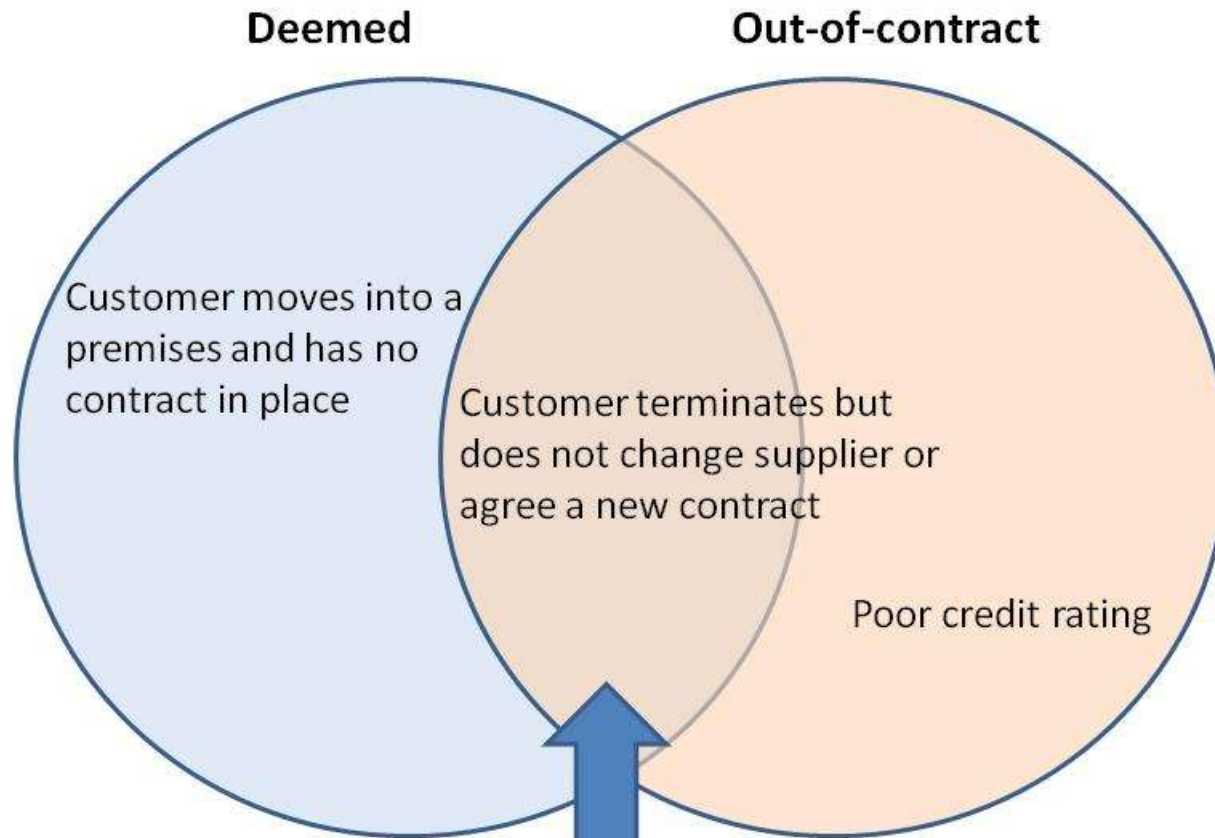 Deemed
Out-of-contract
Customer moves into a
premises and has no
contract in place
Customer terminates but
does not change supplier or
agree a new contract
Poor credit rating